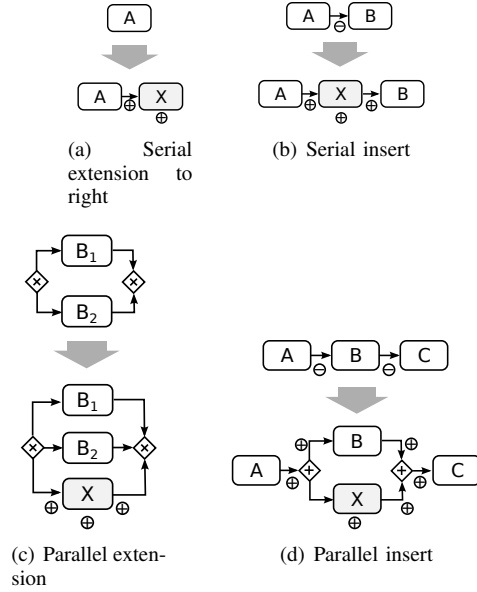 A
A X
(a) Serial
extension to
right
A B
A X B
(b) Serial insert
B1
B2
B1
B2
X
(c) Parallel exten-
sion
A B C
B
A C
X
(d) Parallel insert